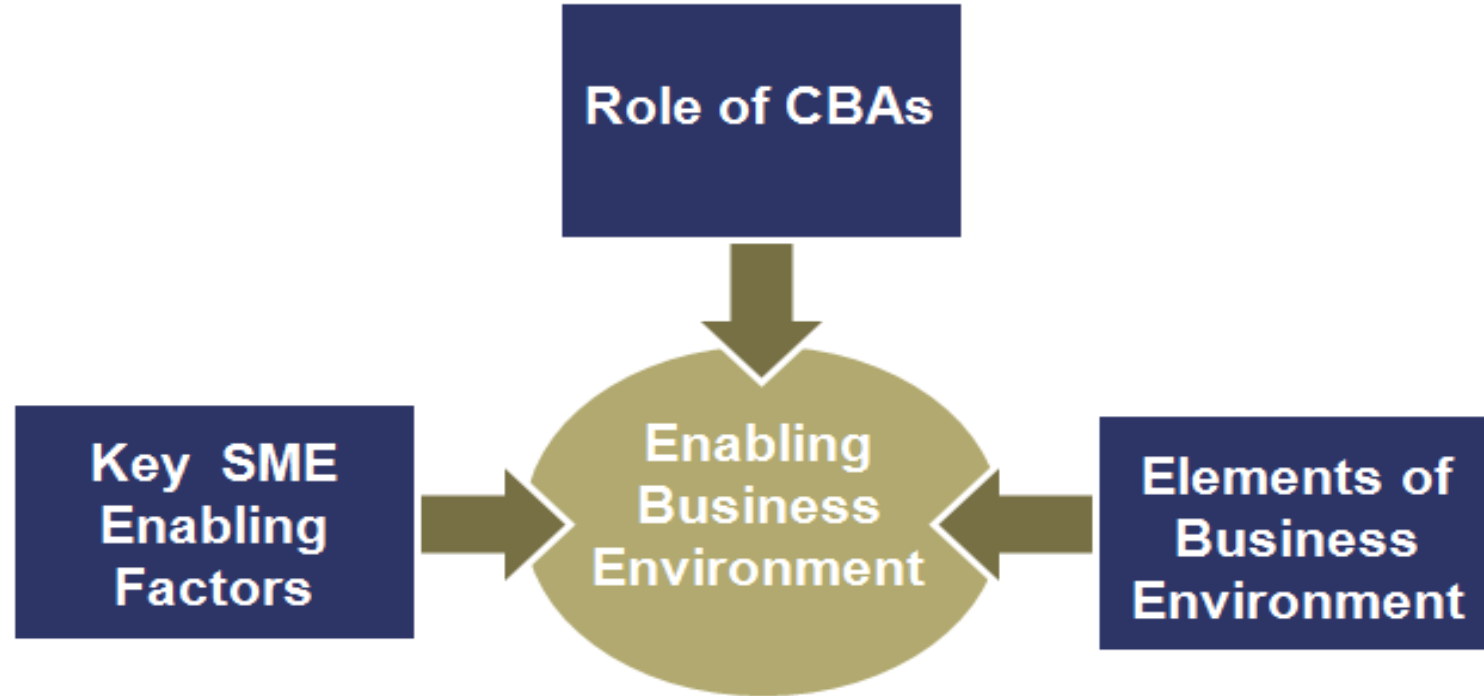 Role of CBAs
Key SME
Enabling
Factors
Enabling
Business
Environment
Elements of
Business
Environment